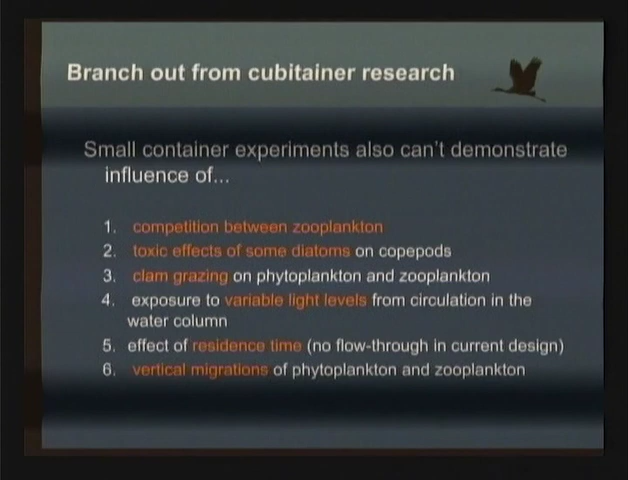 Branch out from cubitainer research
Small container experiments also can't demonstrate
influence of...
1. competition between zooplankton
2. toxic effects of some diatoms on copepods
3. clam grazing on phytoplankton and zooplankton
4. exposure to variable light levels from circulation in the
water column
5. effect of residence time (no flow-through in current design)
6. vertical migrations of phytoplankton and zooplankton